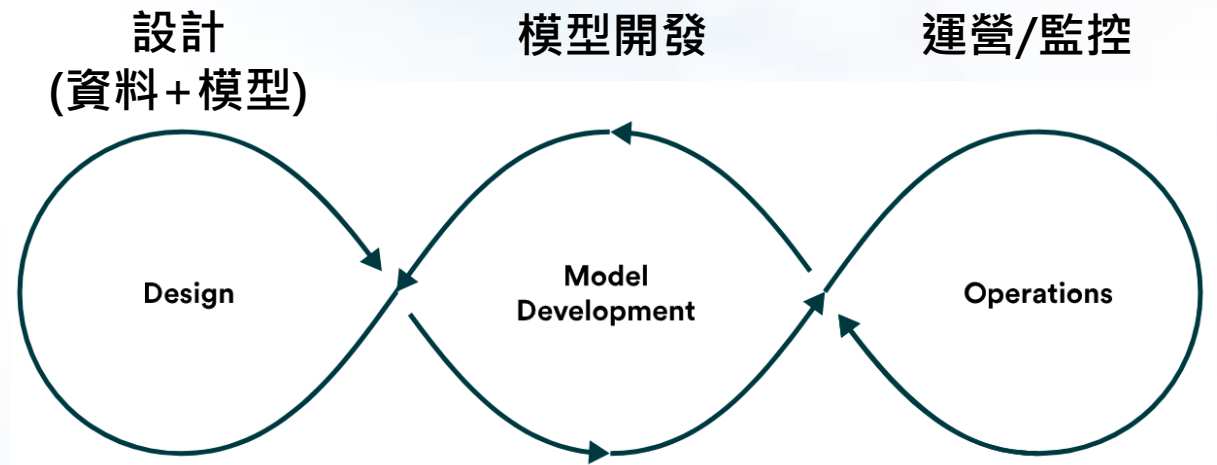 設計
(資料+模型)
模型開發
運營/監控
Design
Model
Development
Operations